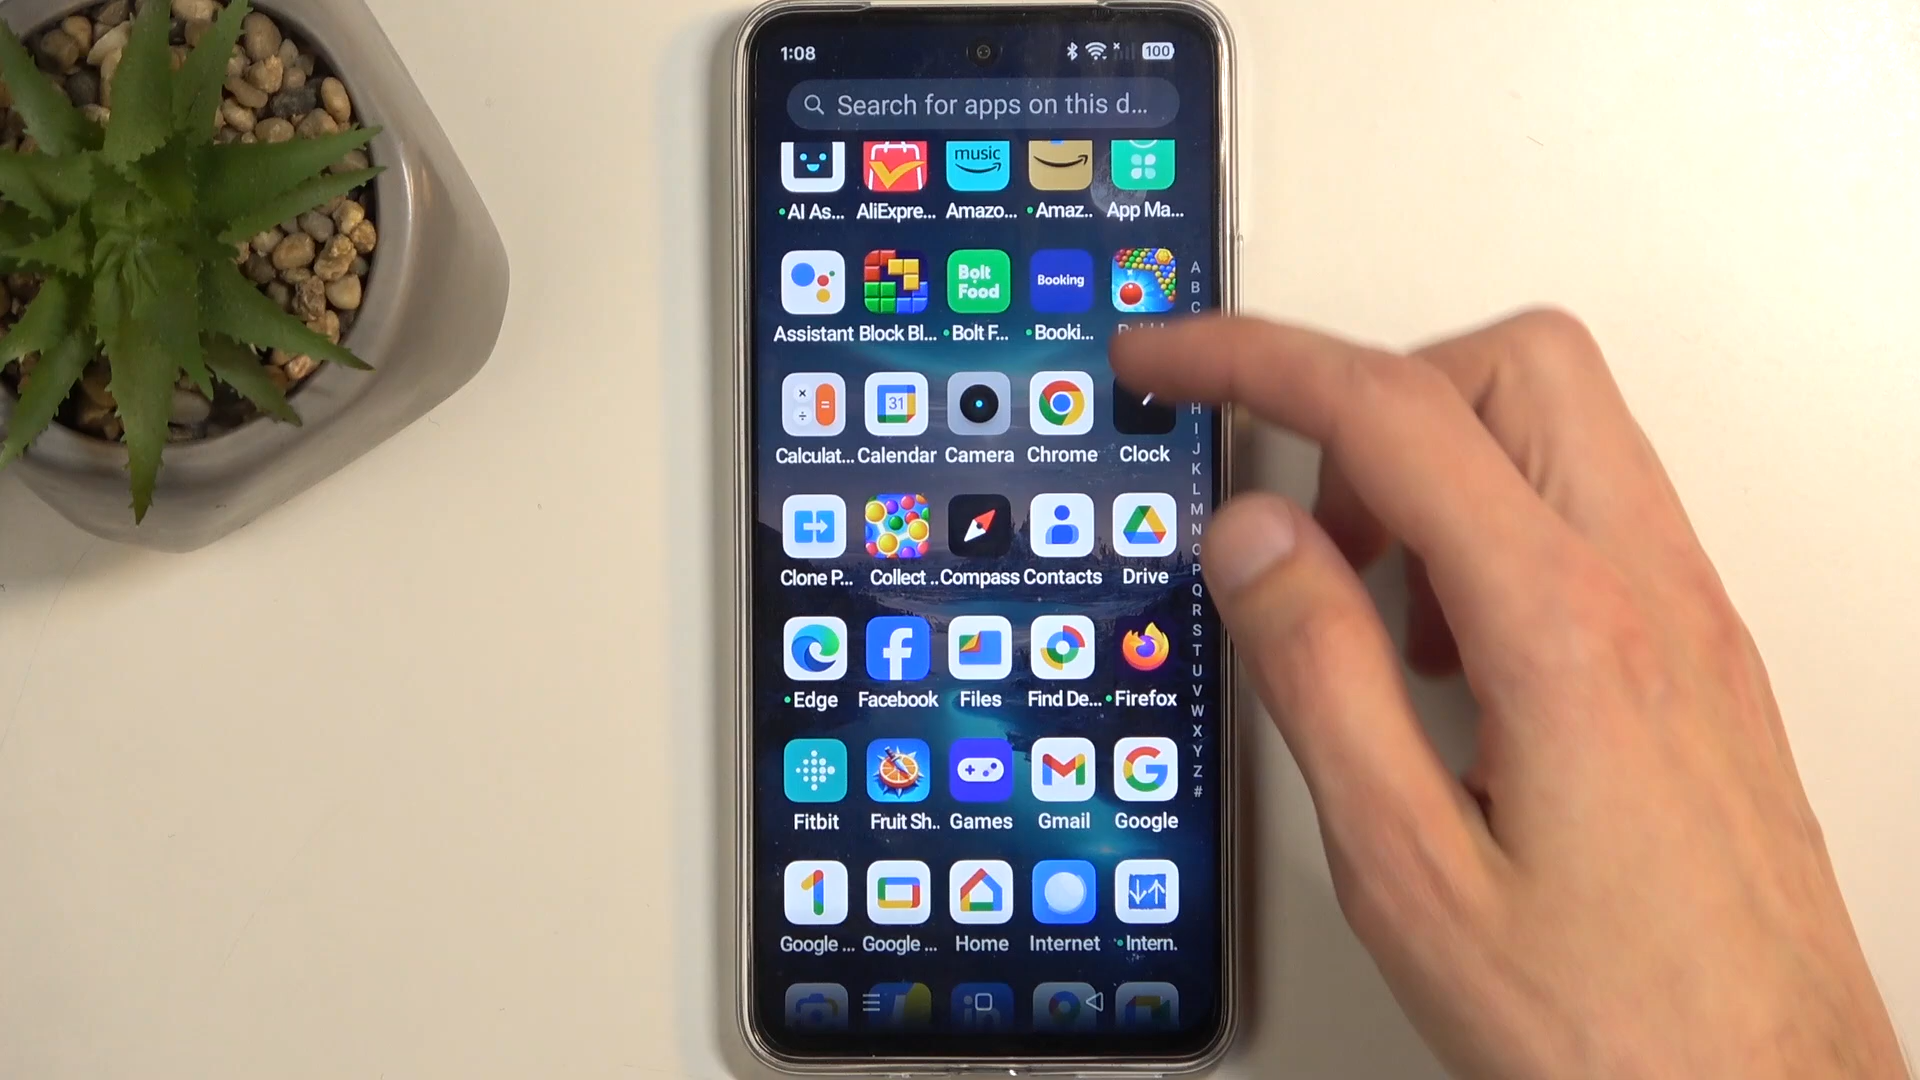 1:08 100
Search for apps on this d...
music
AI As... AliExpre... Amazo... Amaz.. App Ma...
Bolt Food Booking
Assistant Block Bl... Bolt F... Booki...
31
Calculat... Calendar Camera Chrome Clock
Clone P... Collect .. Compass Contacts Drive
Edge Facebook Files Find De... Firefox
Fitbit Fruit Sh.. Games Gmail Google
Google ... Google ... Home Internet Intern.
A
B
C
H
I
J
K
L
M
N
O
P
Q
R
S
T
U
V
W
X
Y
Z
#